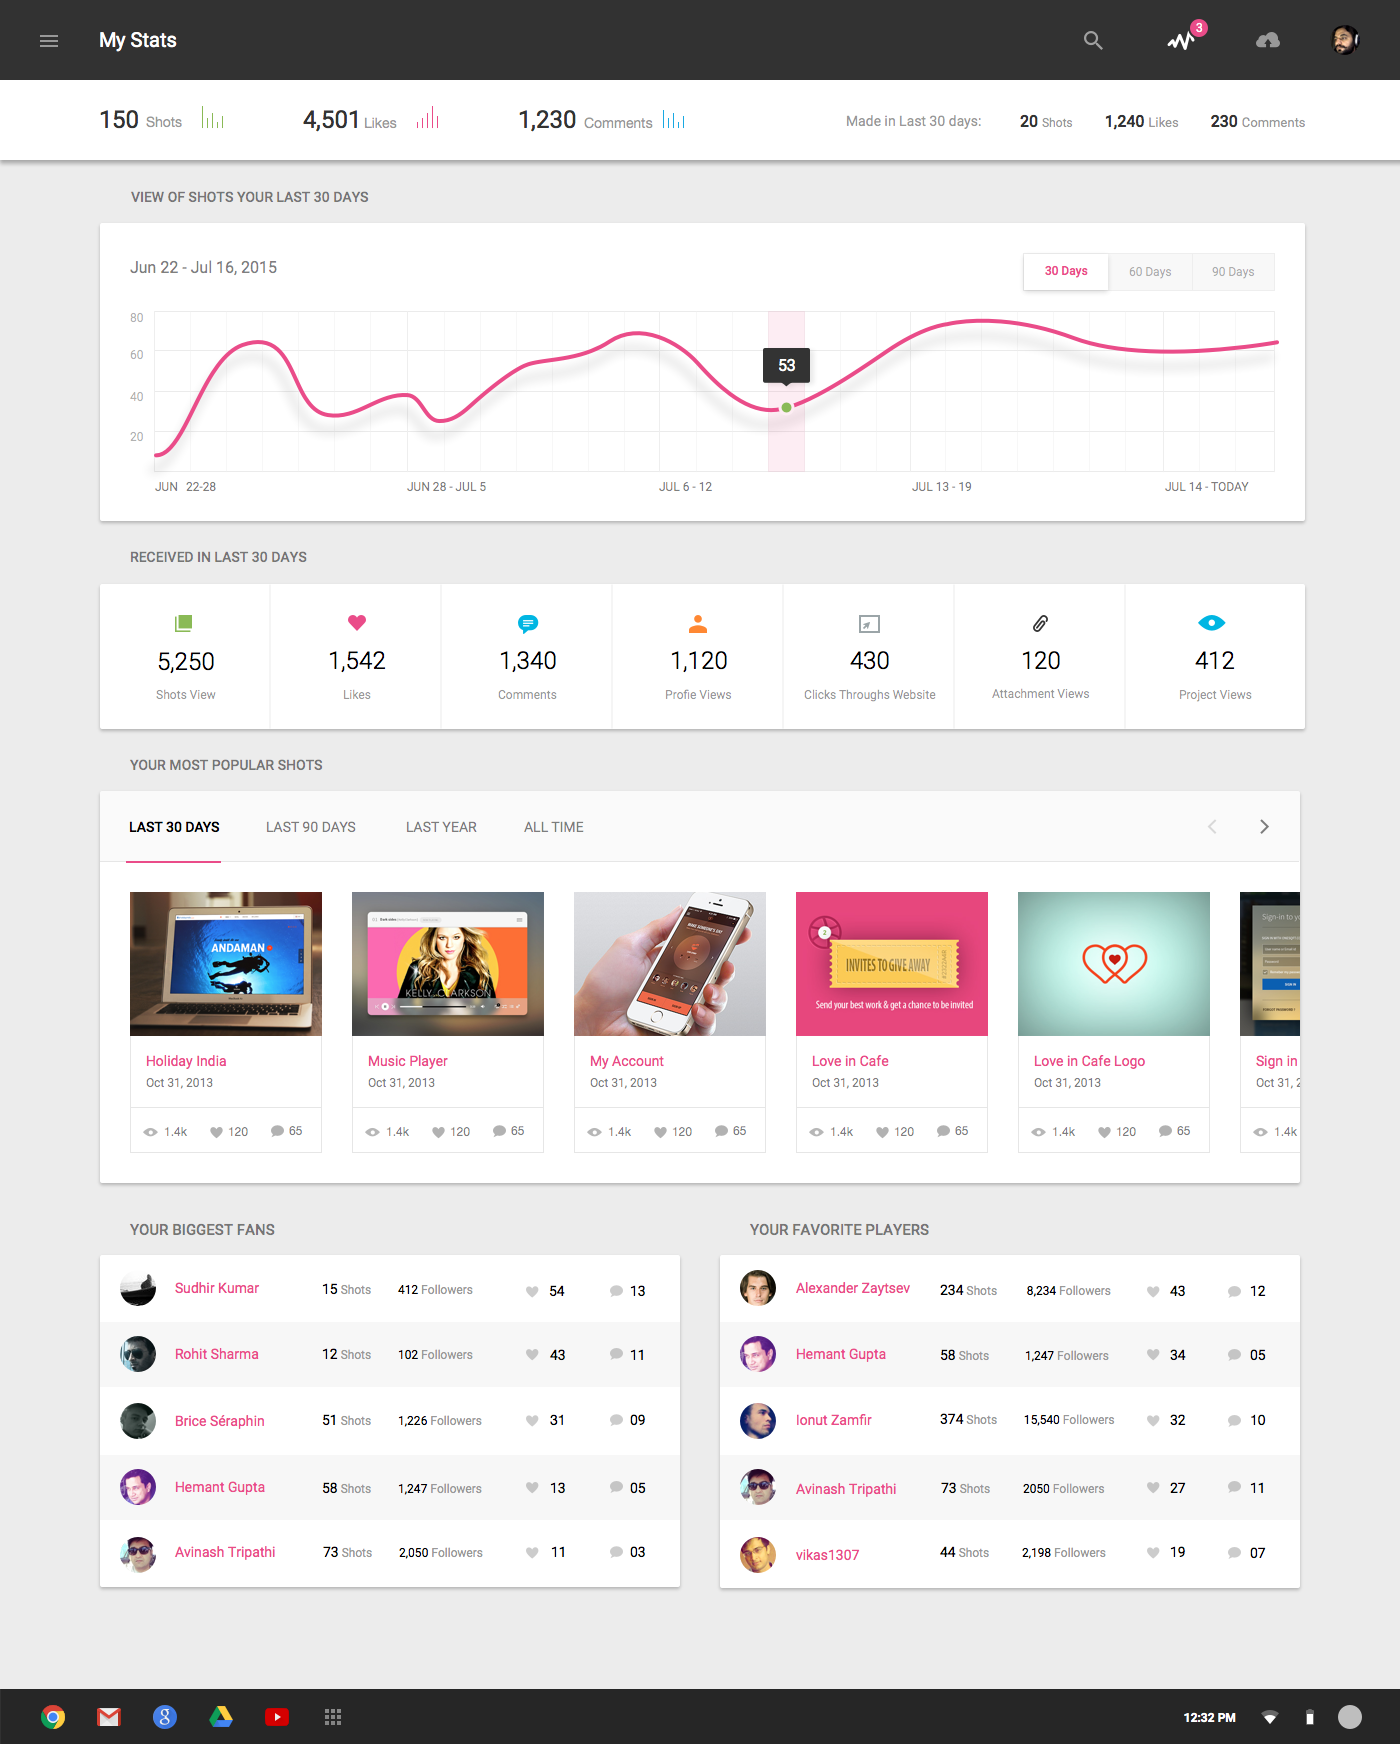 My Stats
3
150 Shots
4,501 Likes
1,230 Comments
Made in Last 30 days:
20 Shots
1,240 Likes
230 Comments
VIEW OF SHOTS YOUR LAST 30 DAYS
Jun 22 - Jul 16, 2015
30 Days
60 Days
90 Days
80
60
40
20
53
JUN 22-28
JUN 28 - JUL 5
JUL 6 - 12
JUL 13 - 19
JUL 14 - TODAY
RECEIVED IN LAST 30 DAYS
5,250
Shots View
1,542
Likes
1,340
Comments
1,120
Profie Views
430
Clicks Throughs Website
120
Attachment Views
412
Project Views
YOUR MOST POPULAR SHOTS
LAST 30 DAYS
LAST 90 DAYS
LAST YEAR
ALL TIME
ANDAMAN
KELLY CLARKSON
MAKE SOMEONE'S DAY
2
INVITES TO GIVE AWAY
Send your best work & get a chance to be invited
Sign-in to yo
SIGN IN
Holiday India
Oct 31, 2013
1.4k 120 65
Music Player
Oct 31, 2013
1.4k 120 65
My Account
Oct 31, 2013
1.4k 120 65
Love in Cafe
Oct 31, 2013
1.4k 120 65
Love in Cafe Logo
Oct 31, 2013
1.4k 120 65
Sign in
Oct 31, 2
1.4k
YOUR BIGGEST FANS
Sudhir Kumar 15 Shots 412 Followers 54 13
Rohit Sharma 12 Shots 102 Followers 43 11
Brice Séraphin 51 Shots 1,226 Followers 31 09
Hemant Gupta 58 Shots 1,247 Followers 13 05
Avinash Tripathi 73 Shots 2,050 Followers 11 03
YOUR FAVORITE PLAYERS
Alexander Zaytsev 234 Shots 8,234 Followers 43 12
Hemant Gupta 58 Shots 1,247 Followers 34 05
Ionut Zamfir 374 Shots 15,540 Followers 32 10
Avinash Tripathi 73 Shots 2050 Followers 27 11
vikas1307 44 Shots 2,198 Followers 19 07
8
12:32 PM